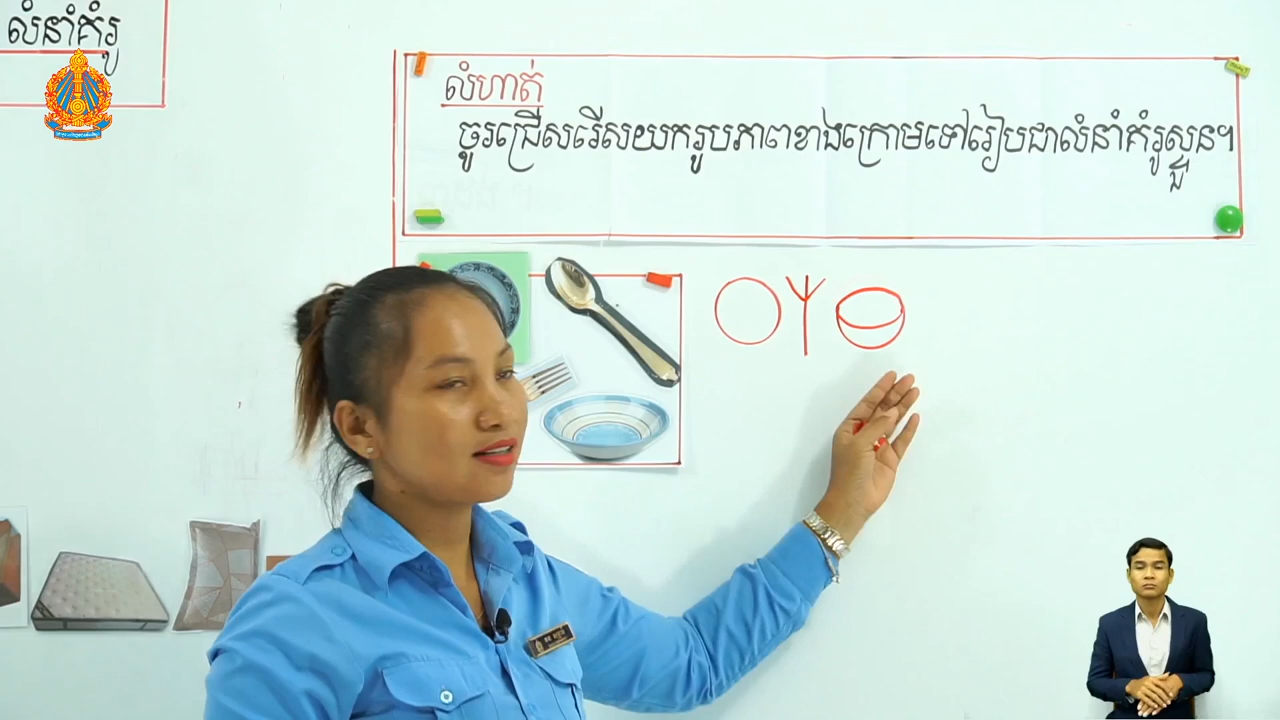 លំនាំគំរូ
លំហាត់
ចូរជ្រើសរើសយករូបភាពខាងក្រោមទៅរៀបជាលំនាំគំរូស្ទួន។